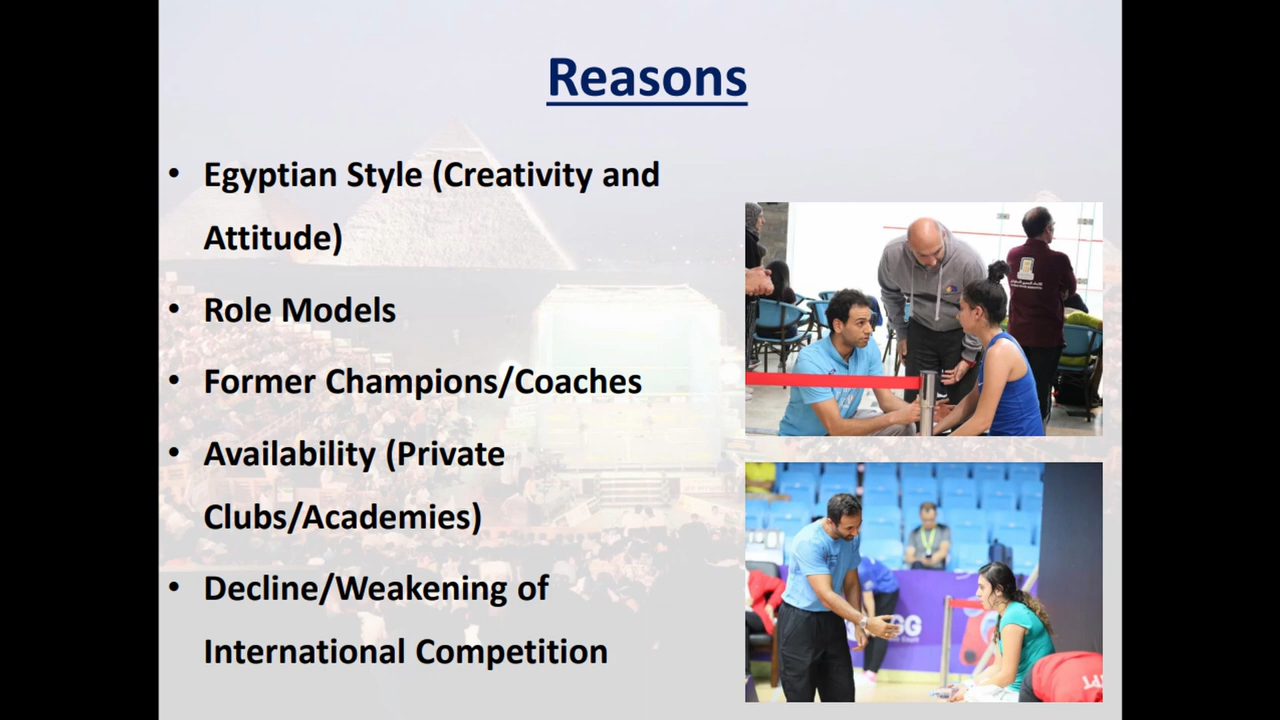 Reasons
• Egyptian Style (Creativity and
Attitude)
• Role Models
• Former Champions/Coaches
• Availability (Private
Clubs/Academies)
• Decline/Weakening of
International Competition